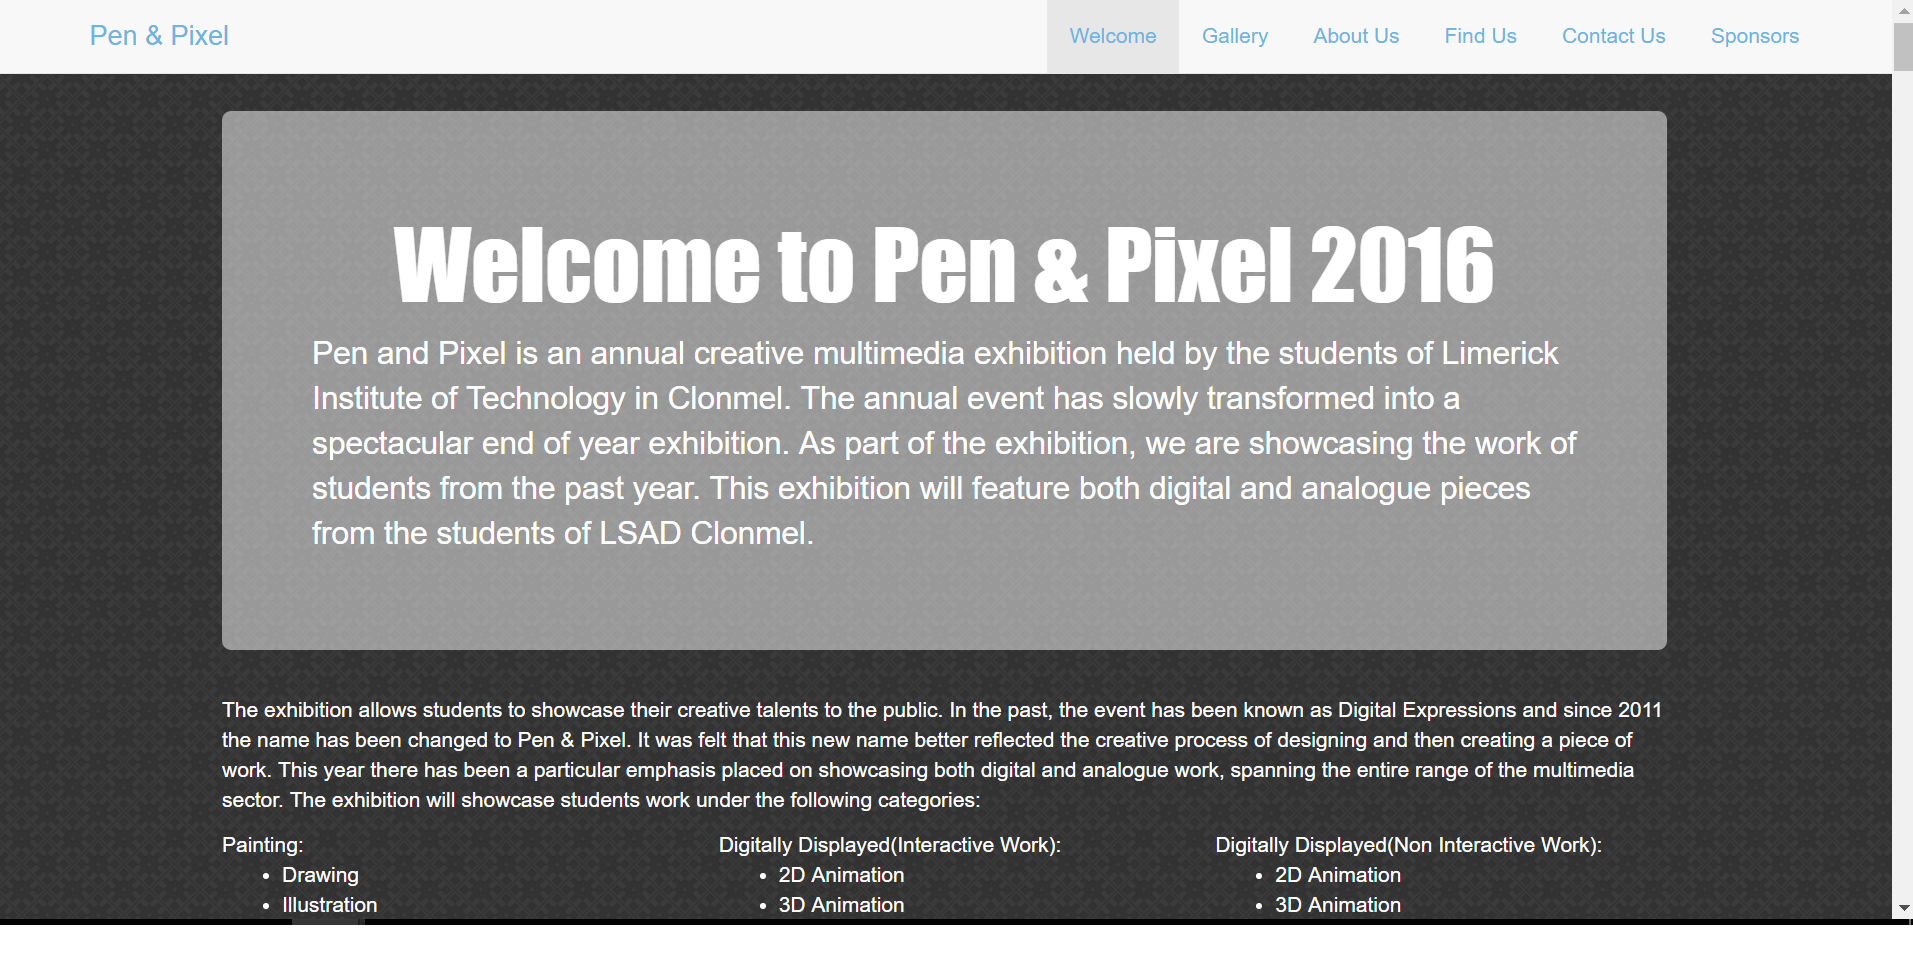 Pen & Pixel
Welcome Gallery About Us Find Us Contact Us Sponsors
Welcome to Pen & Pixel 2016
Pen and Pixel is an annual creative multimedia exhibition held by the students of Limerick
Institute of Technology in Clonmel. The annual event has slowly transformed into a
spectacular end of year exhibition. As part of the exhibition, we are showcasing the work of
students from the past year. This exhibition will feature both digital and analogue pieces
from the students of LSAD Clonmel.
The exhibition allows students to showcase their creative talents to the public. In the past, the event has been known as Digital Expressions and since 2011
the name has been changed to Pen & Pixel. It was felt that this new name better reflected the creative process of designing and then creating a piece of
work. This year there has been a particular emphasis placed on showcasing both digital and analogue work, spanning the entire range of the multimedia
sector. The exhibition will showcase students work under the following categories:
Painting:
• Drawing
• Illustration
Digitally Displayed(Interactive Work):
• 2D Animation
• 3D Animation
Digitally Displayed(Non Interactive Work):
• 2D Animation
• 3D Animation